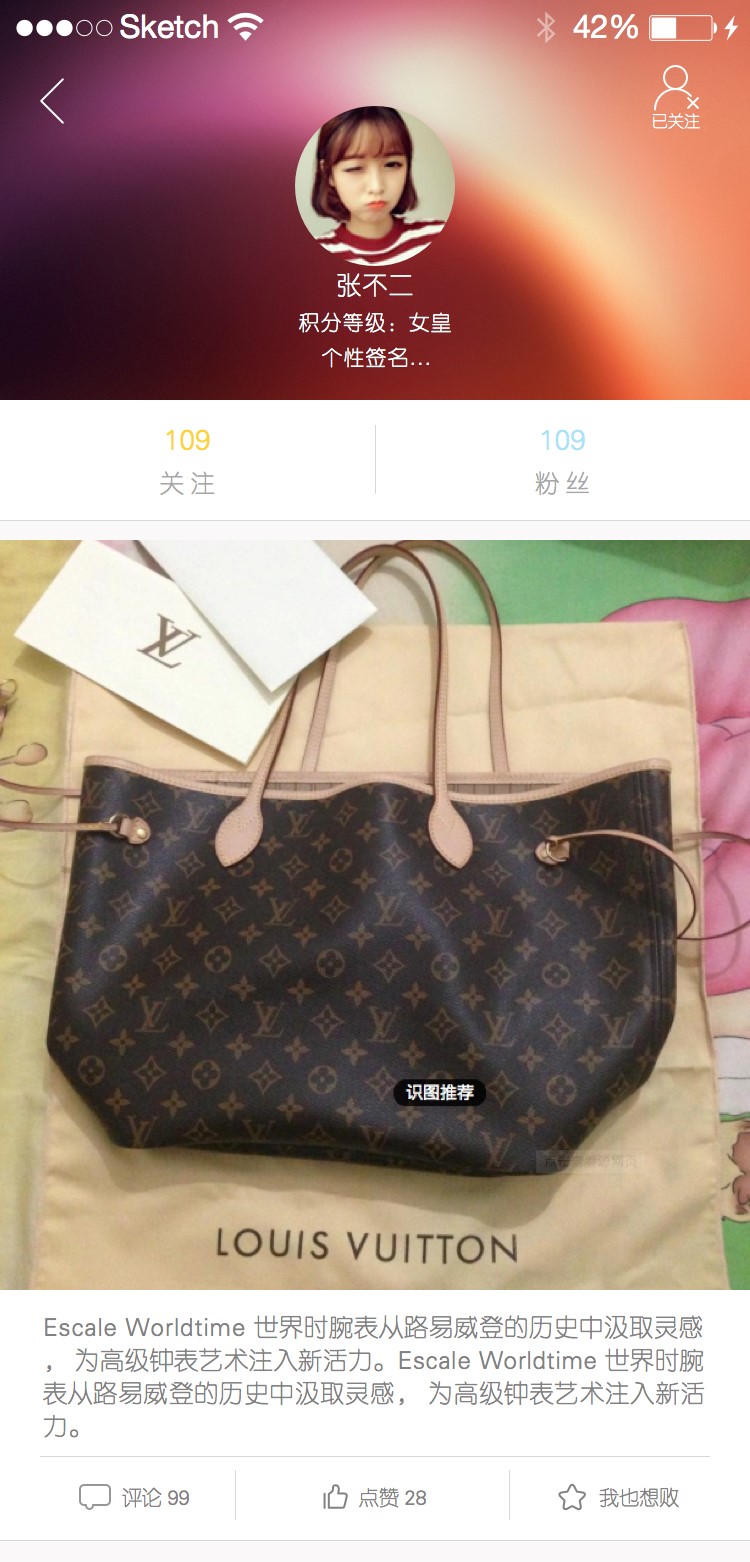 Sketch 42%
已关注
张不二
积分等级：女皇
个性签名...
109 109
关注 粉丝
LV
识图推荐
LOUIS VUITTON
Escale Worldtime 世界时腕表从路易威登的历史中汲取灵感
， 为高级钟表艺术注入新活力。Escale Worldtime 世界时腕
表从路易威登的历史中汲取灵感， 为高级钟表艺术注入新活
力。
评论 99 点赞 28 我也想败